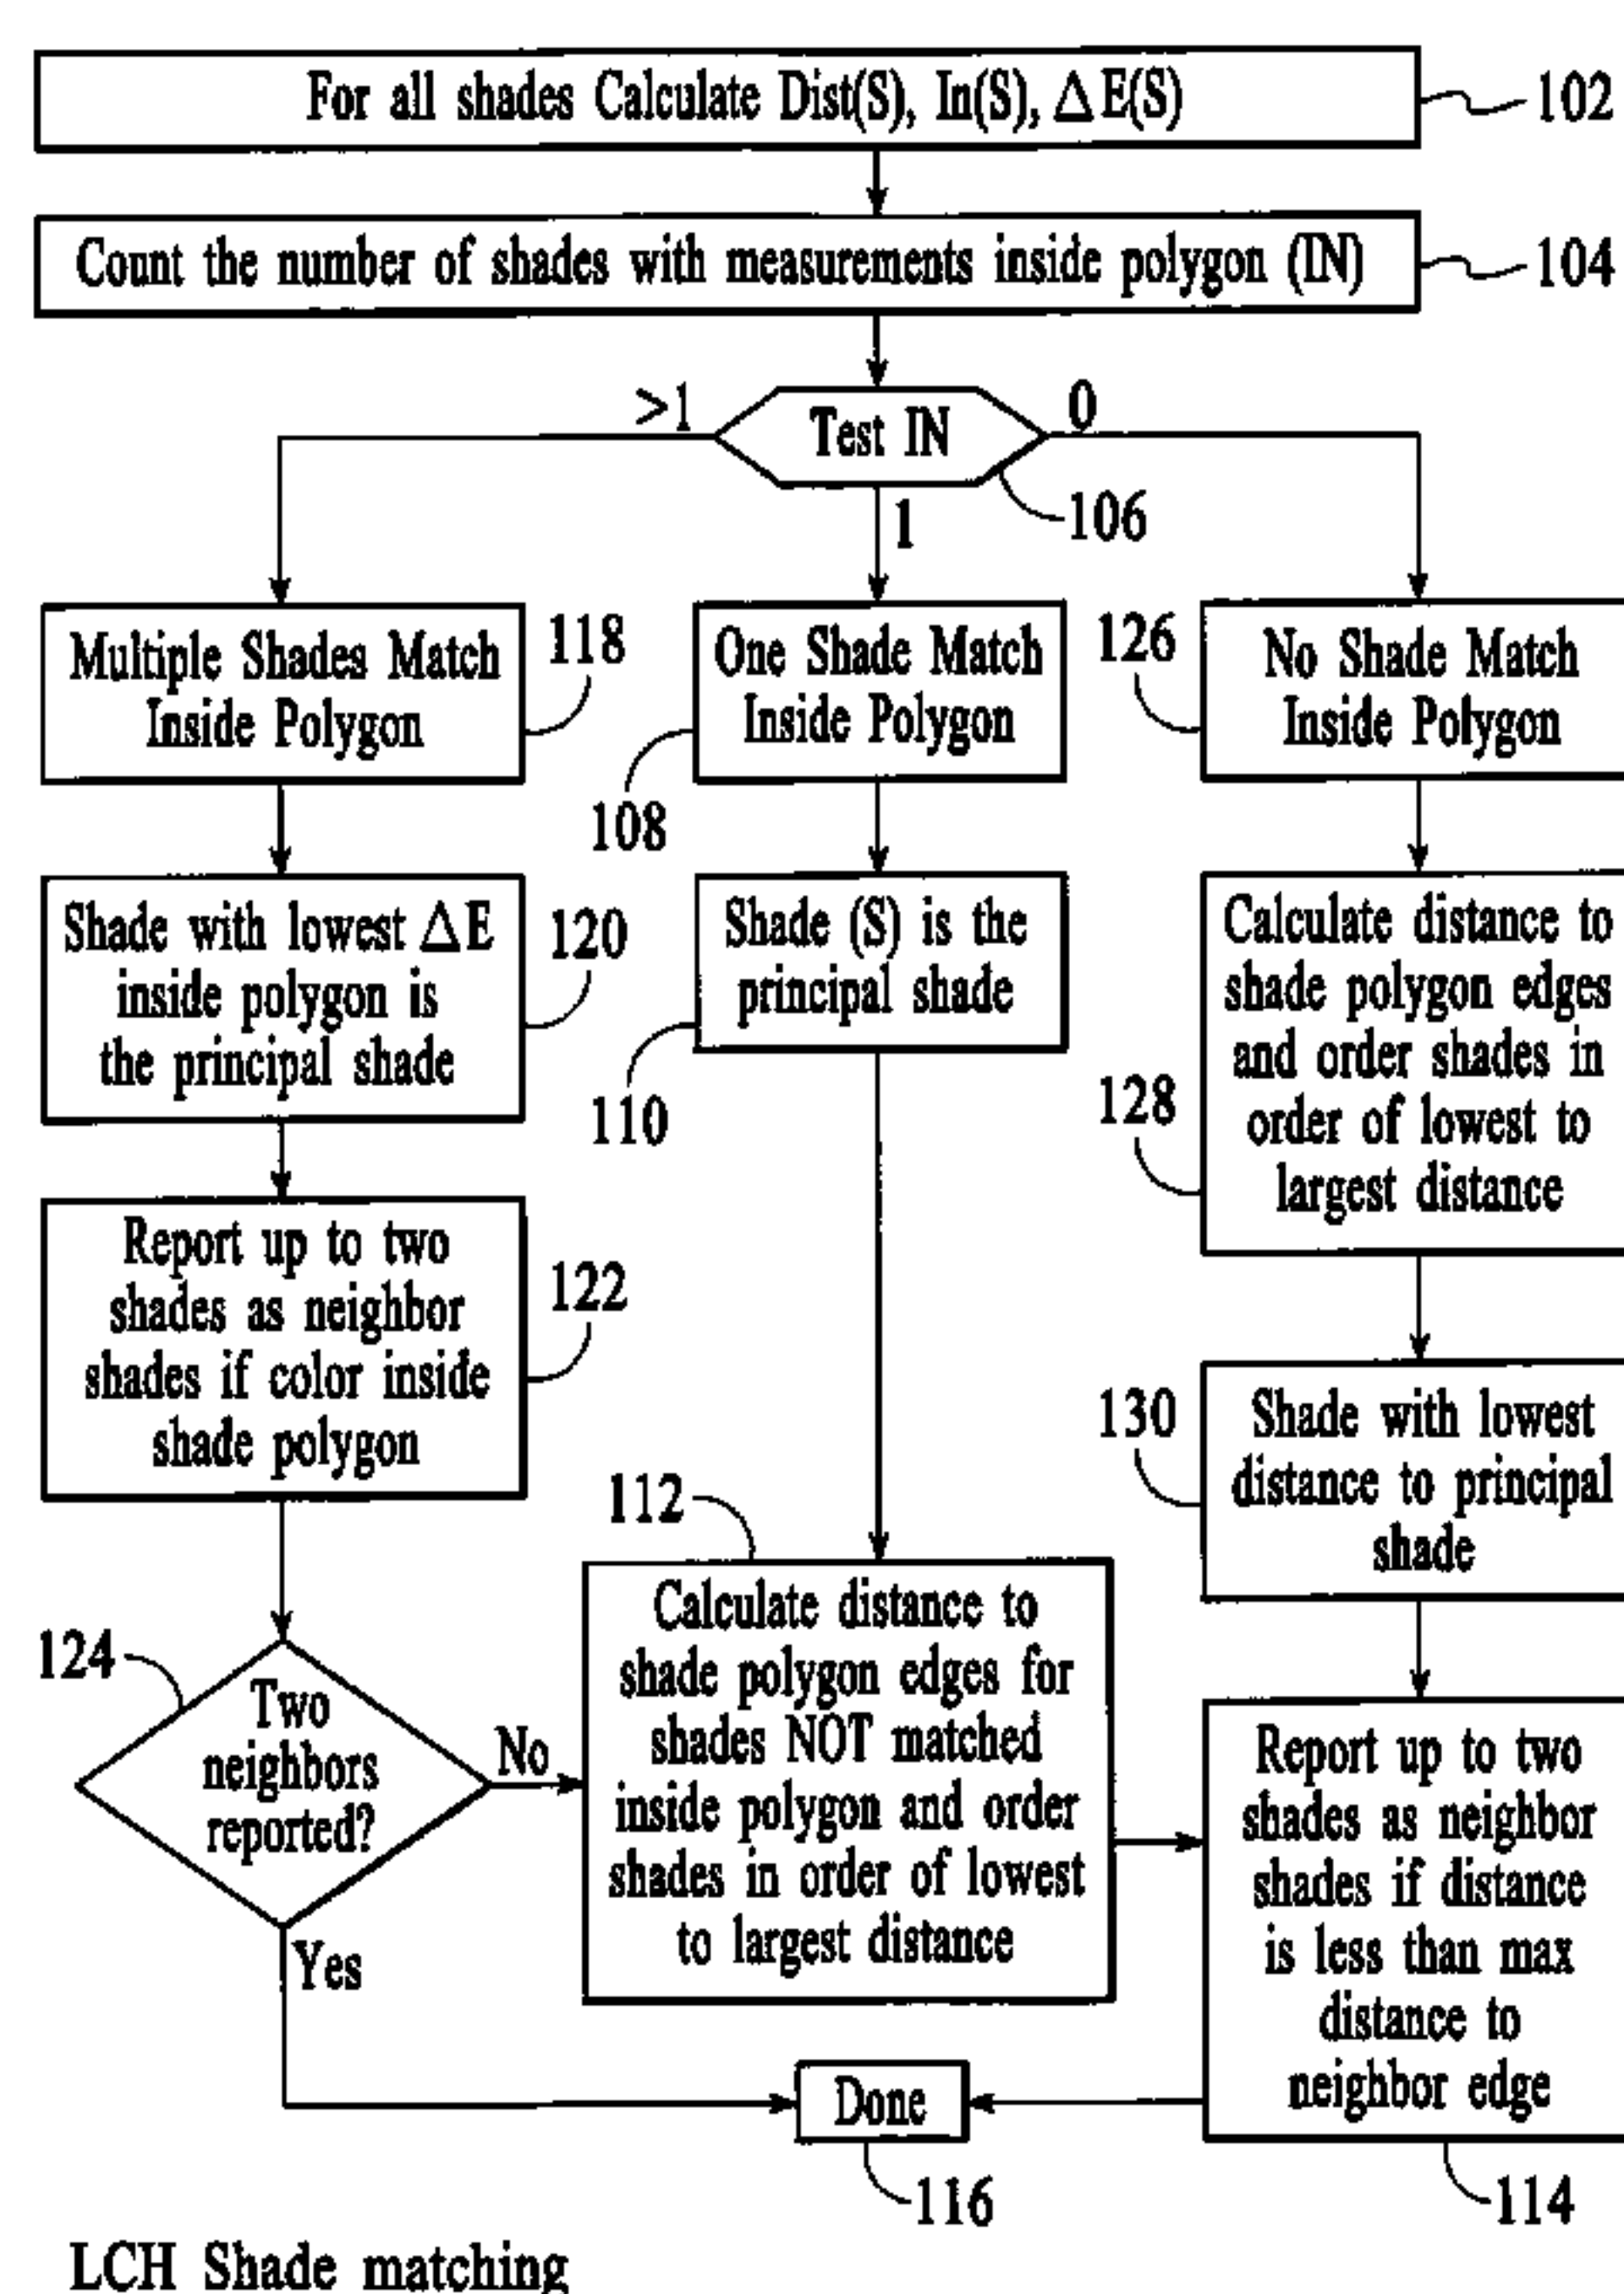 For all shades Calculate Dist(S), In(S), ΔE(S)
102
Count the number of shades with measurements inside polygon (IN)
104
>1
Test IN
0
1
106
Multiple Shades Match
Inside Polygon
118
One Shade Match
Inside Polygon
108
126
No Shade Match
Inside Polygon
Shade with lowest ΔE
inside polygon is
the principal shade
120
Shade (S) is the
principal shade
110
Calculate distance to
shade polygon edges
and order shades in
order of lowest to
largest distance
128
Report up to two
shades as neighbor
shades if color inside
shade polygon
122
130
Shade with lowest
distance to principal
shade
112
Calculate distance to
shade polygon edges for
shades NOT matched
inside polygon and order
shades in order of lowest
to largest distance
124
Two
neighbors
reported?
No
Yes
Report up to two
shades as neighbor
shades if distance
is less than max
distance to
neighbor edge
Done
116
114
LCH Shade matching